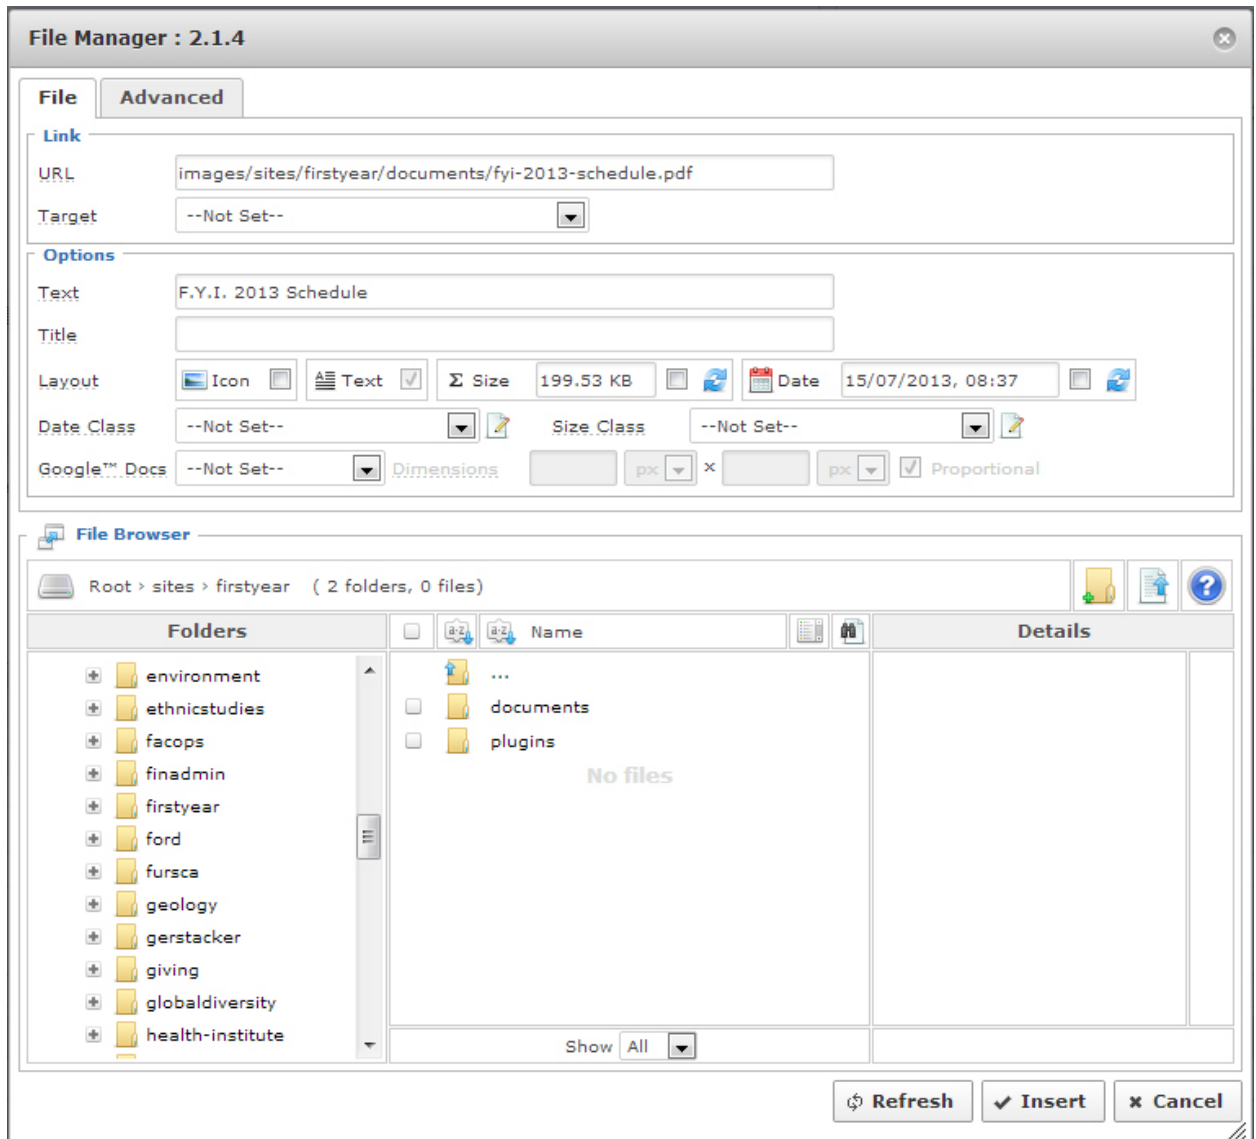 File Manager : 2.1.4
File Advanced
Link
URL images/sites/firstyear/documents/fyi-2013-schedule.pdf
Target --Not Set--
Options
Text F.Y.I. 2013 Schedule
Title
Layout Icon Text Σ Size 199.53 KB Date 15/07/2013, 08:37
Date Class --Not Set-- Size Class --Not Set--
Google™ Docs --Not Set-- Dimensions px × px Proportional
File Browser
Root › sites › firstyear ( 2 folders, 0 files)
Folders a-z a-z Name Details
environment ...
ethnicstudies documents
facops plugins
finadmin No files
firstyear
ford
fursca
geology
gerstacker
giving
globaldiversity
health-institute
Show All
Refresh Insert Cancel